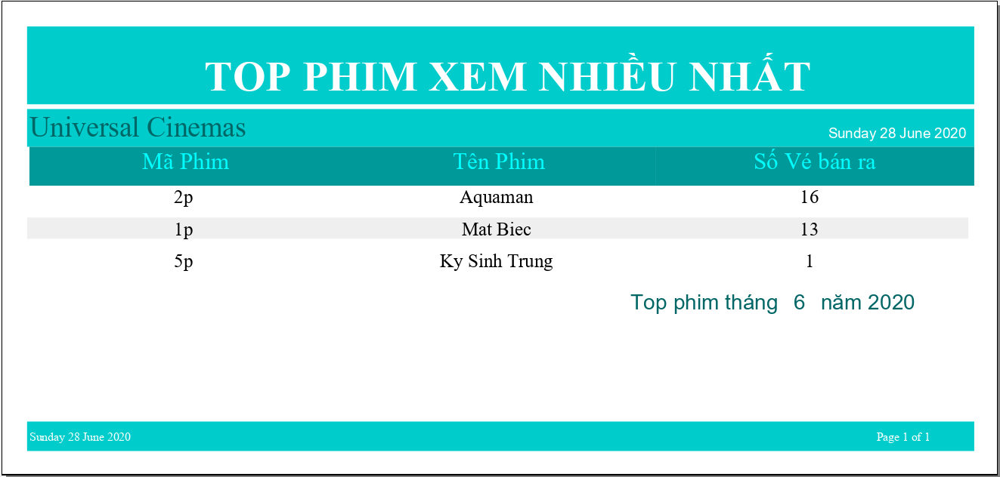 TOP PHIM XEM NHIỀU NHẤT
Universal Cinemas
Sunday 28 June 2020
Mã Phim Tên Phim Số Vé bán ra
2p Aquaman 16
1p Mat Biec 13
5p Ky Sinh Trung 1
Top phim tháng 6 năm 2020
Sunday 28 June 2020 Page 1 of 1